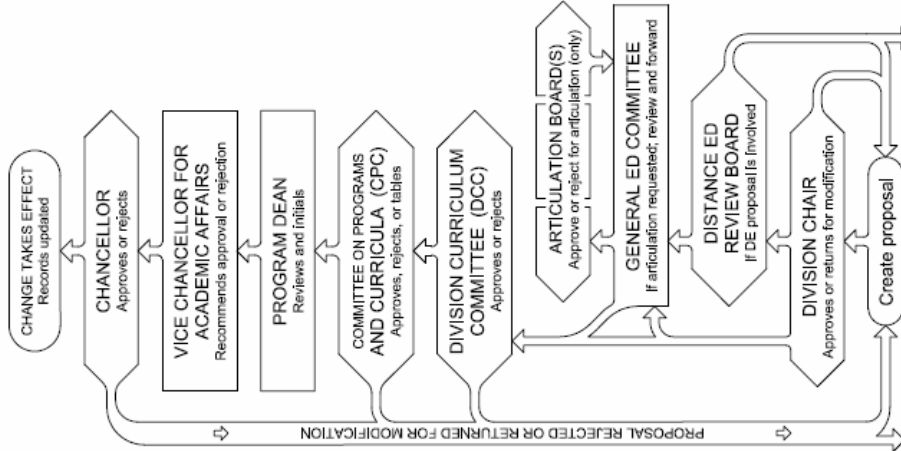 CHANGE TAKES EFFECT
Records updated
CHANCELLOR
Approves or rejects
VICE CHANCELLOR FOR
ACADEMIC AFFAIRS
Recommends approval or rejection
PROGRAM DEAN
Reviews and initials
COMMITTEE ON PROGRAMS
AND CURRICULA (CPC)
Approves, rejects, or tables
DIVISION CURRICULUM
COMMITTEE (DCC)
Approves or rejects
ARTICULATION BOARD(S)
Approve or reject for articulation (only)
GENERAL ED COMMITTEE
If articulation requested; review and forward
DISTANCE ED
REVIEW BOARD
If DE proposal is involved
DIVISION CHAIR
Approves or returns for modification
Create proposal
PROPOSAL REJECTED OR RETURNED FOR MODIFICATION